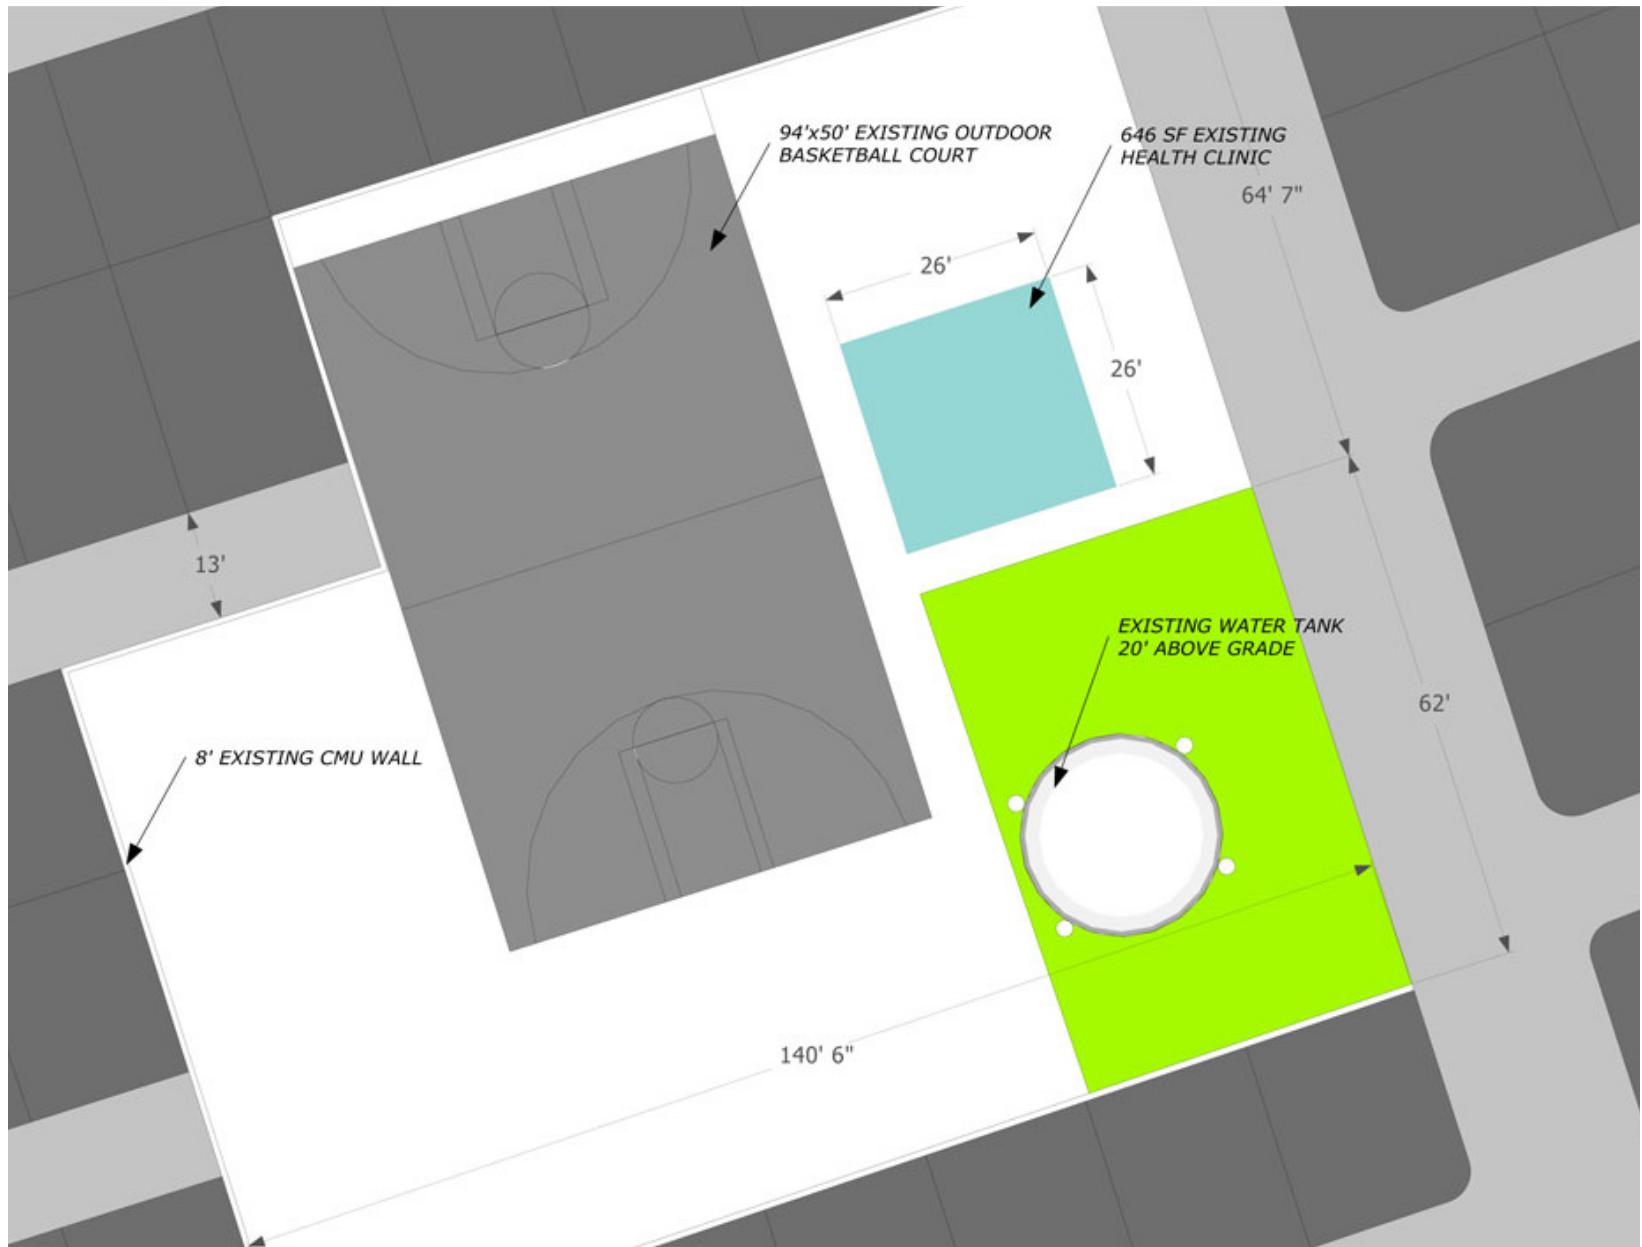 94'x50' EXISTING OUTDOOR
BASKETBALL COURT
646 SF EXISTING
HEALTH CLINIC
64' 7"
26'
26'
13'
EXISTING WATER TANK
20' ABOVE GRADE
62'
8' EXISTING CMU WALL
140' 6"